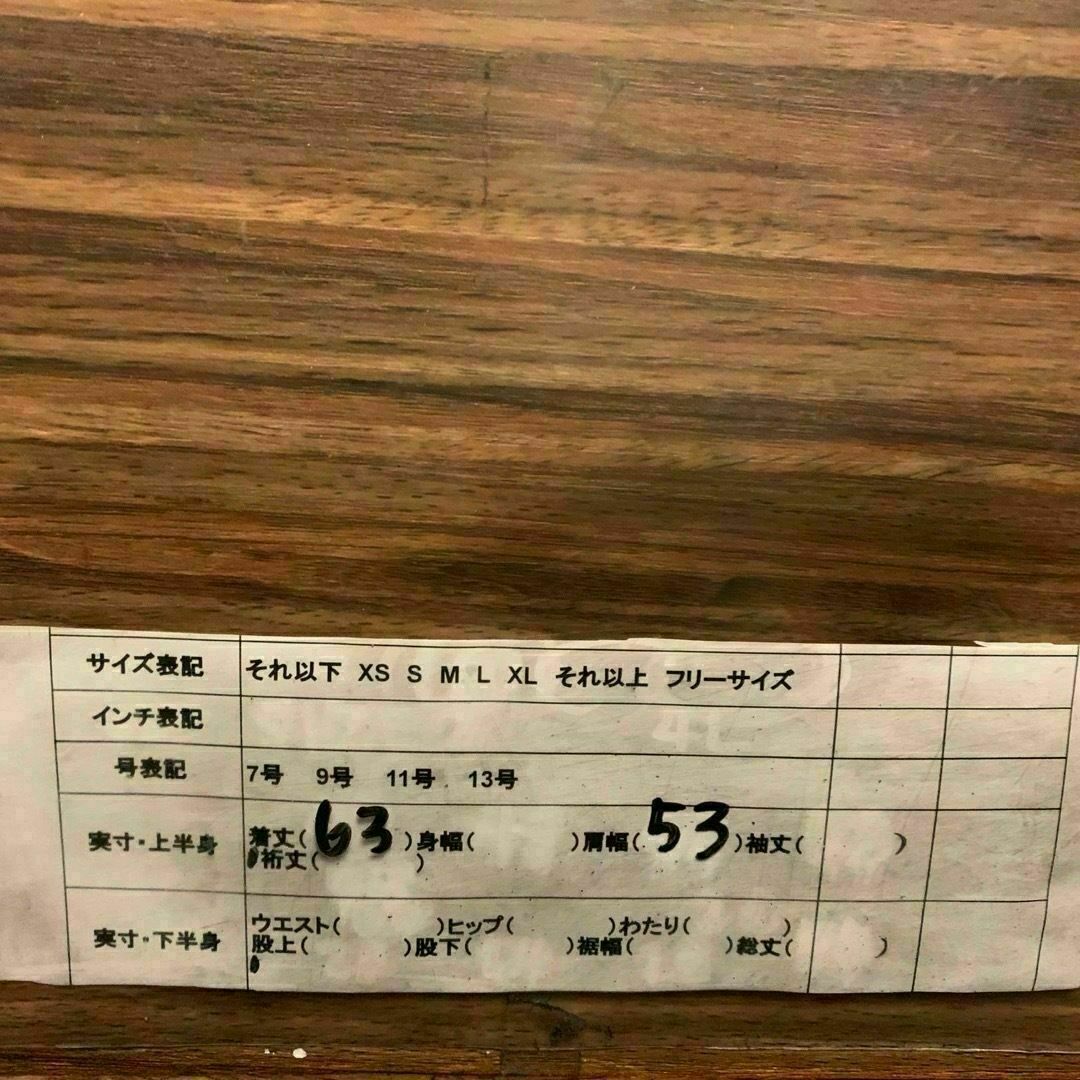 サイズ表記 それ以下 XS S M L XL それ以上 フリーサイズ
インチ表記
号表記 7号 9号 11号 13号
実寸・上半身 着丈( 63 )身幅( )肩幅( 53 )袖丈( )
裄丈( )
実寸・下半身 ウエスト( )ヒップ( )わたり( )
股上( )股下( )裾幅( )総丈( )